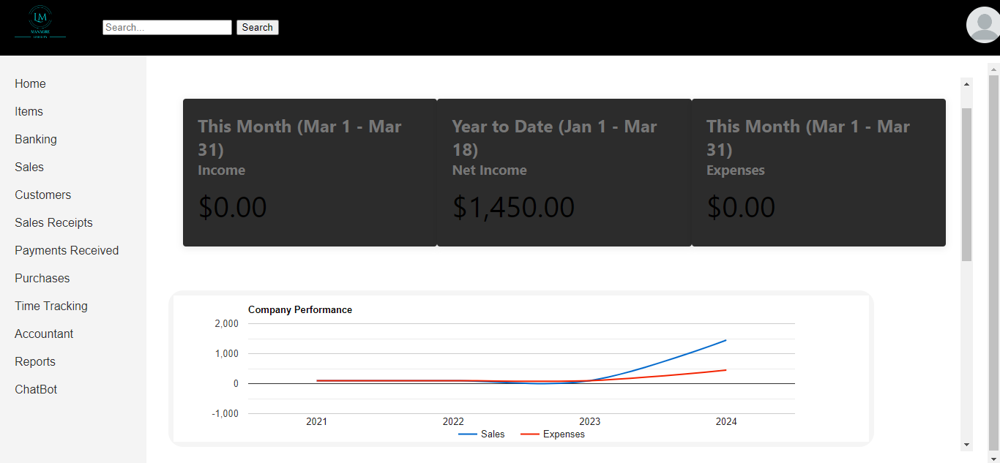 LM
Search...
Search
Home
Items
Banking
Sales
Customers
Sales Receipts
Payments Received
Purchases
Time Tracking
Accountant
Reports
ChatBot
This Month (Mar 1 - Mar
31)
Income
$0.00
Year to Date (Jan 1 - Mar
18)
Net Income
$1,450.00
This Month (Mar 1 - Mar
31)
Expenses
$0.00
Company Performance
2,000
1,000
0
-1,000
2021 2022 2023 2024
Sales Expenses